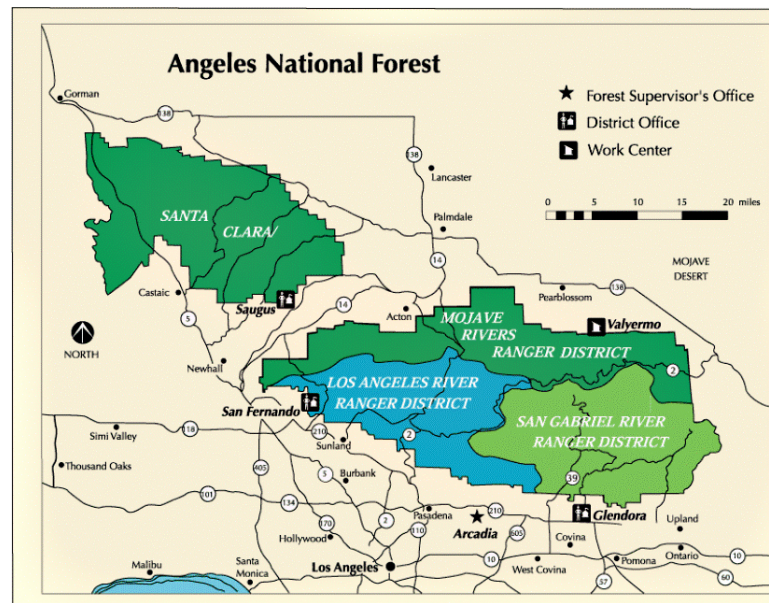 Angeles National Forest
Forest Supervisor's Office
District Office
Work Center
0 5 10 15 20 miles
Gorman
138
138
Lancaster
Palmdale
SANTA
CLARA/
14
MOJAVE
DESERT
Castaic
Saugus
5
14
Acton
Pearblossom
138
MOJAVE
RIVERS
RANGER DISTRICT
Valyermo
NORTH
Newhall
2
LOS ANGELES RIVER
RANGER DISTRICT
San Fernando
SAN GABRIEL RIVER
RANGER DISTRICT
Simi Valley
118
210
Sunland
2
Thousand Oaks
405
5
Burbank
39
101
134
Pasadena
210
Glendora
Arcadia
Upland
170
2
110
605
Hollywood
Covina
Los Angeles
10
West Covina
Pomona
Ontario
10
Malibu
Santa
Monica
57
60